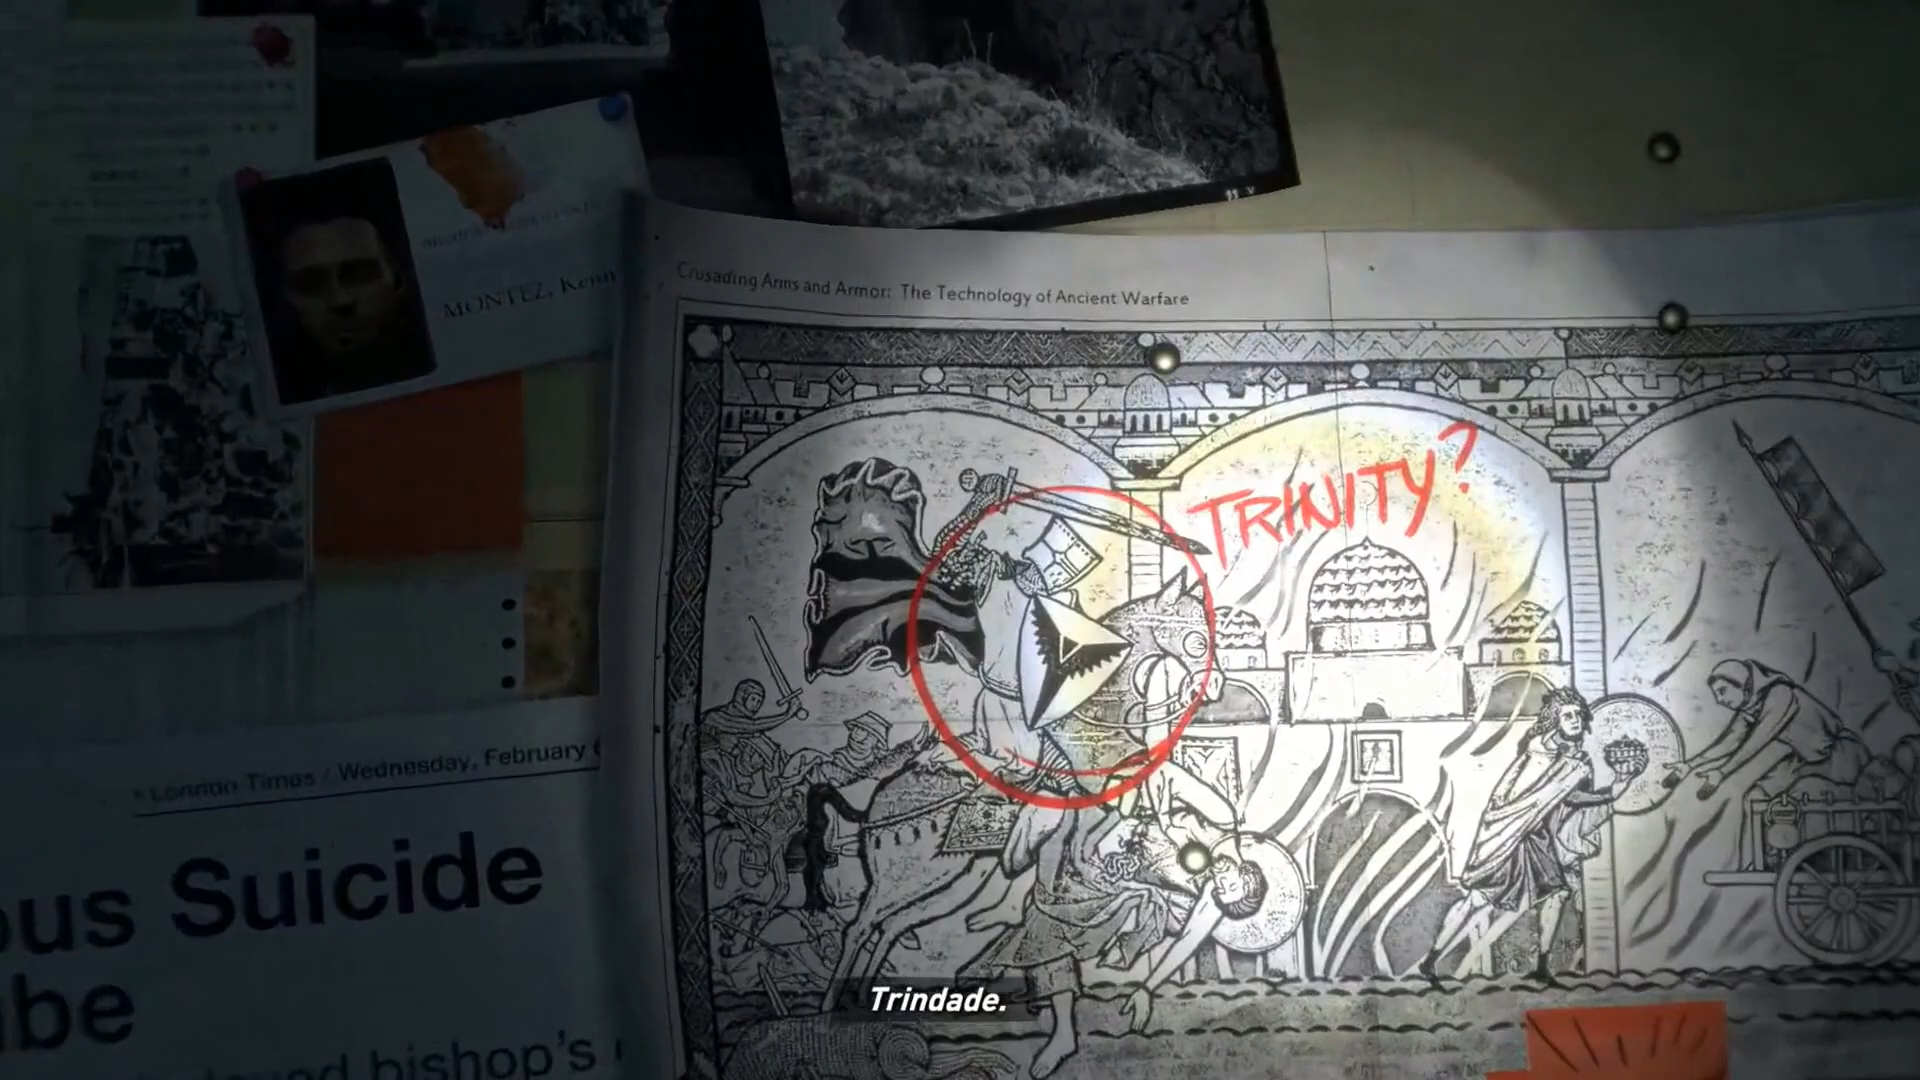 MONTEZ, Kenn
Crusading Arms and Armor: The Technology of Ancient Warfare
TRINITY?
London Times / Wednesday, February
ous Suicide
ibe
bishop's
Trindade.